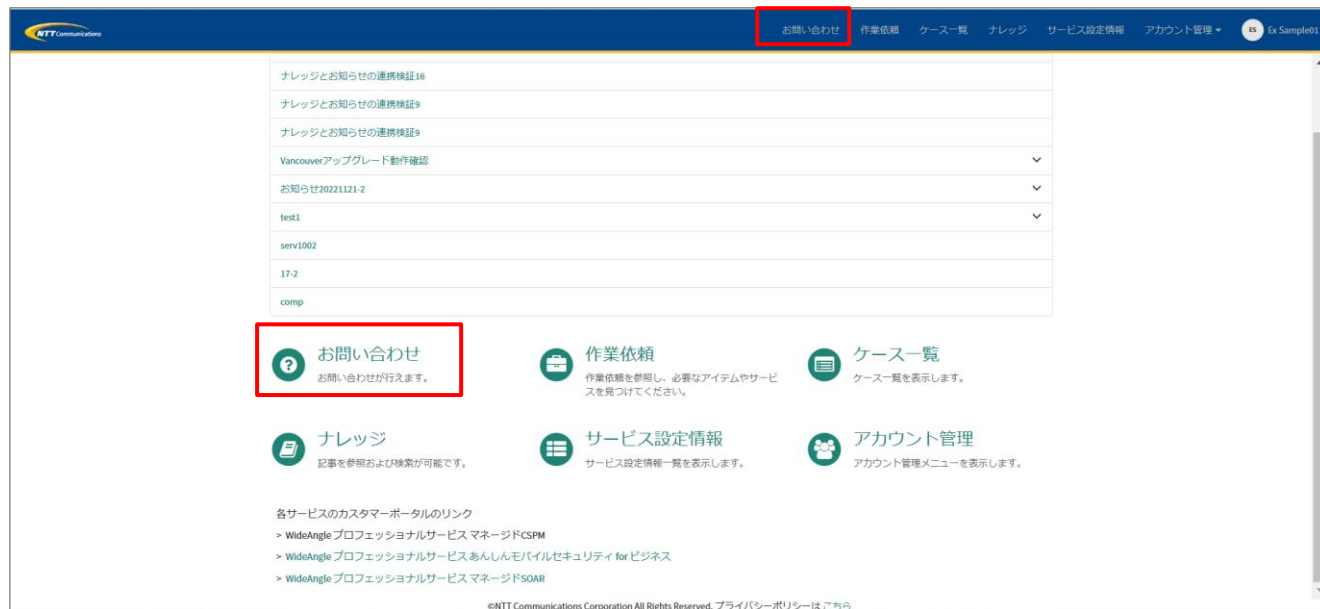 NTT Communications
お問い合わせ 作業依頼 ケース一覧 ナレッジ サービス設定情報 アカウント管理 ES Ex Sample01
ナレッジとお知らせの連携検証16
ナレッジとお知らせの連携検証9
ナレッジとお知らせの連携検証9
Vancouverアップグレード動作確認
お知らせ20221121-2
test1
serv1002
17-2
comp
お問い合わせ
お問い合わせが行えます。
作業依頼
作業依頼を参照し、必要なアイテムやサービ
スを見つけてください。
ケース一覧
ケース一覧を表示します。
ナレッジ
記事を参照および検索が可能です。
サービス設定情報
サービス設定情報一覧を表示します。
アカウント管理
アカウント管理メニューを表示します。
各サービスのカスタマーポータルのリンク
> WideAngle プロフェッショナルサービス マネージドCSPM
> WideAngle プロフェッショナルサービス あんしんモバイルセキュリティ for ビジネス
> WideAngle プロフェッショナルサービス マネージドSOAR
©NTT Communications Corporation All Rights Reserved. プライバシーポリシーは こちら